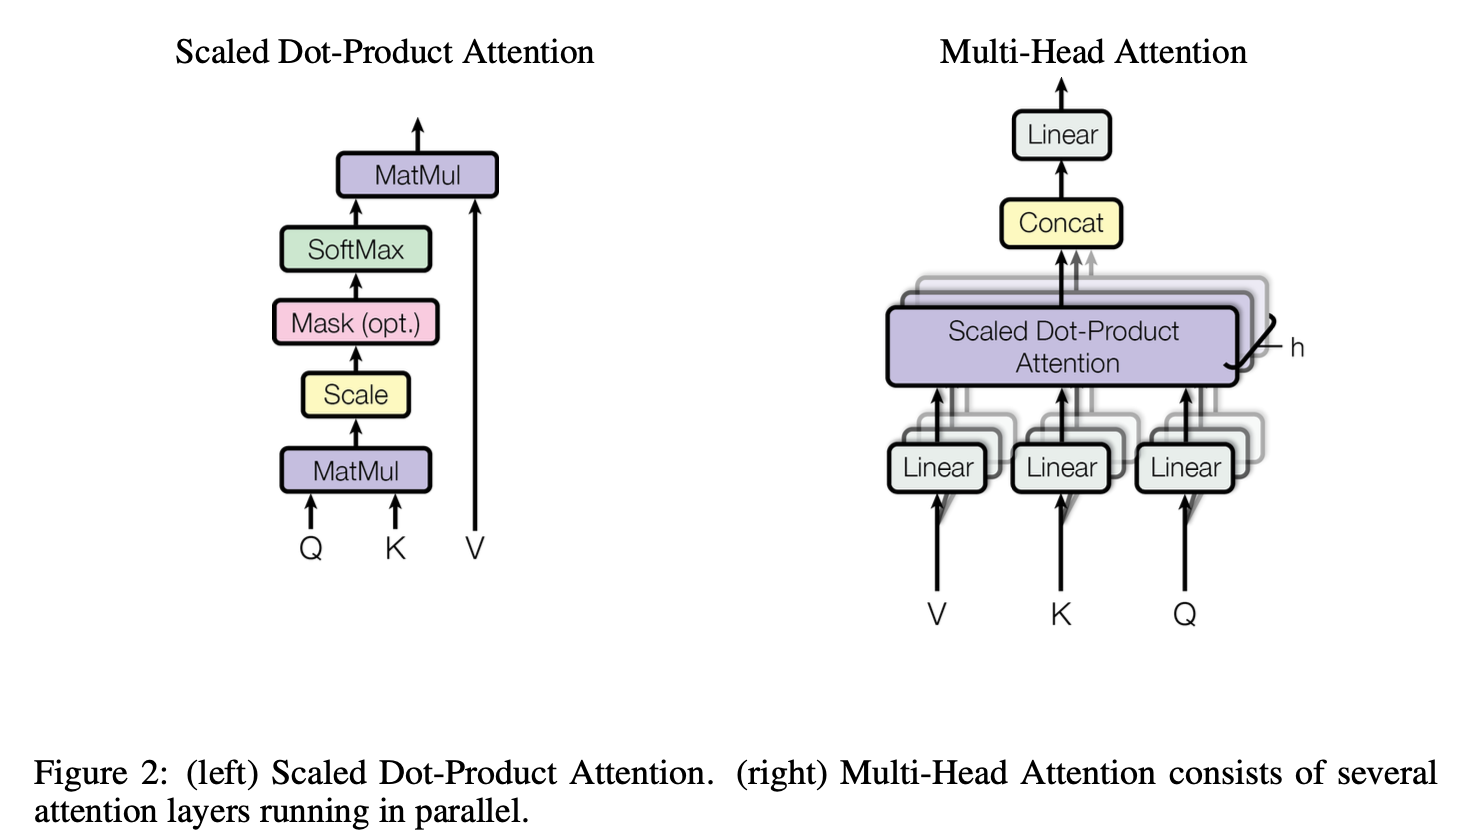 Scaled Dot-Product Attention
MatMul
SoftMax
Mask (opt.)
Scale
MatMul
Q K V
Multi-Head Attention
Linear
Concat
Scaled Dot-Product
Attention
h
Linear Linear Linear
V K Q
Figure 2: (left) Scaled Dot-Product Attention. (right) Multi-Head Attention consists of several
attention layers running in parallel.